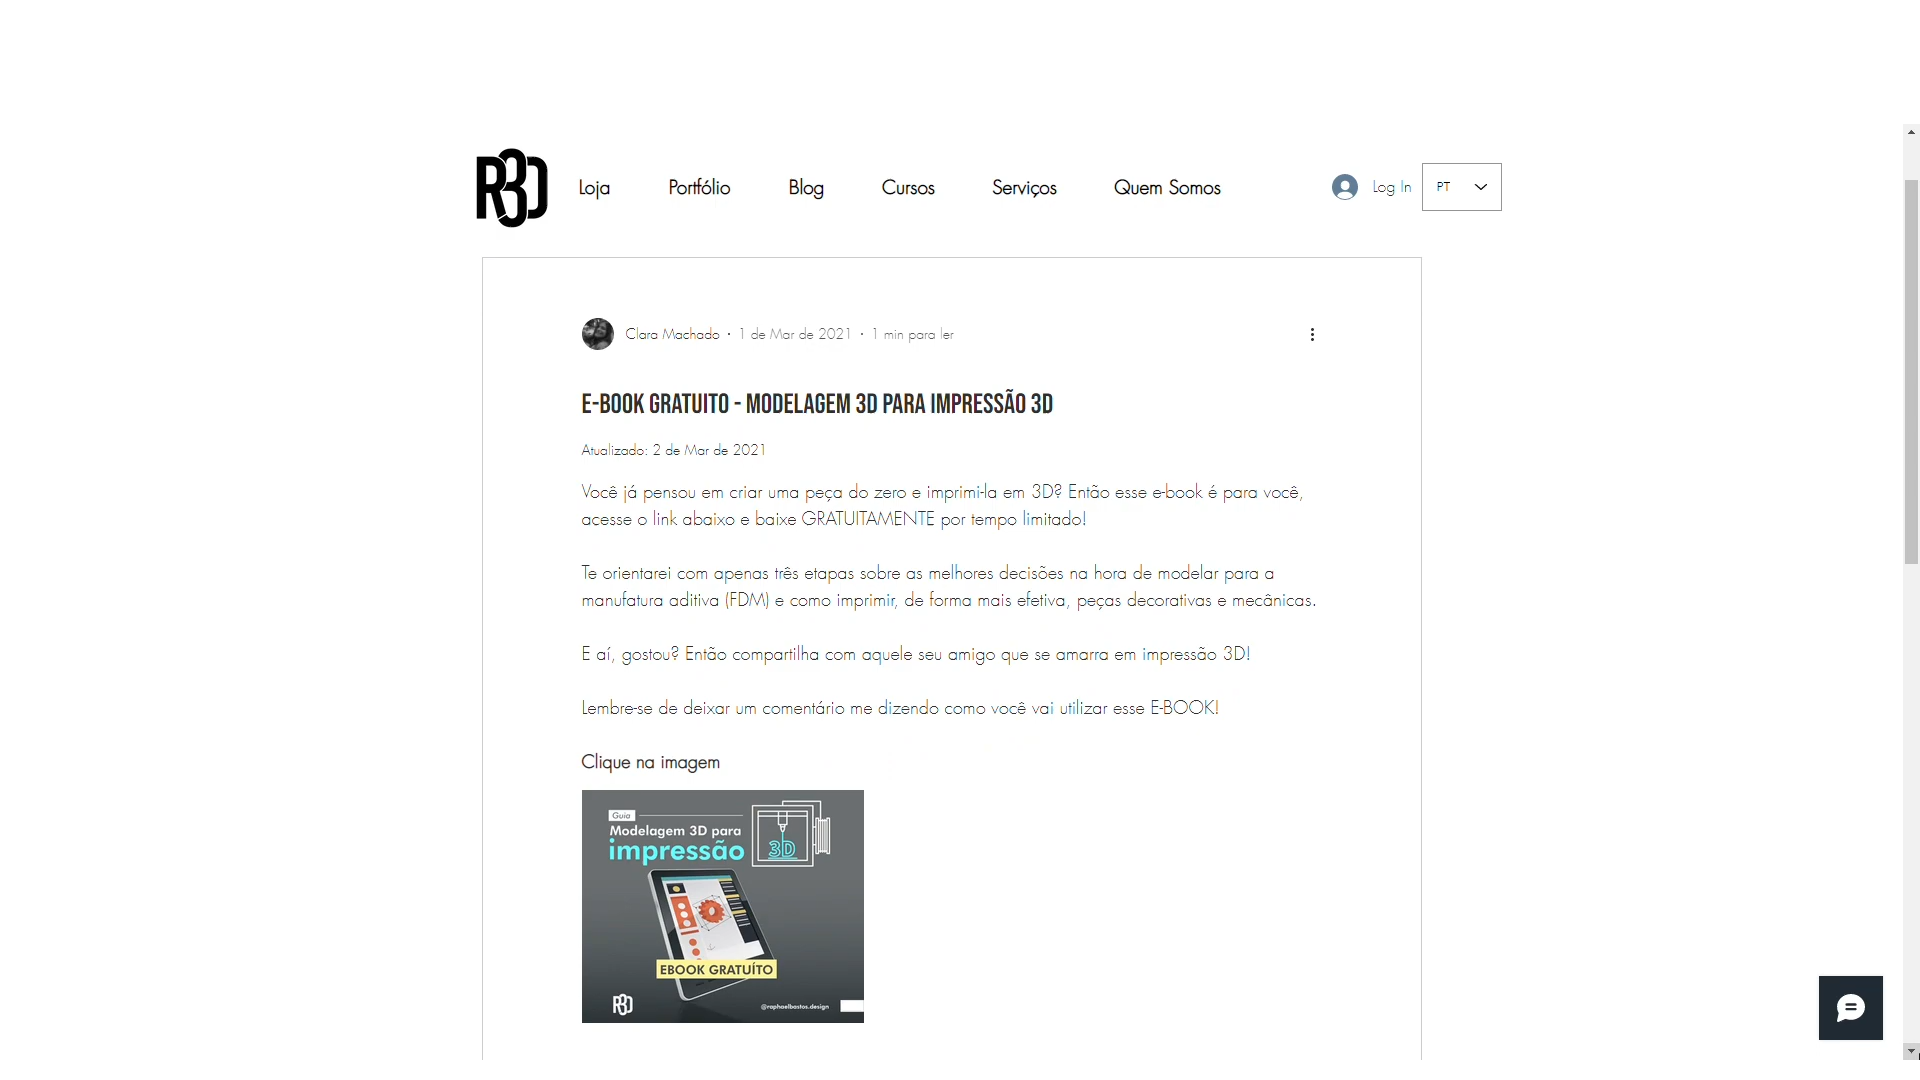 R3D
Loja
Portfólio
Blog
Cursos
Serviços
Quem Somos
Log In
PT
Clara Machado · 1 de Mar de 2021 · 1 min para ler
E-BOOK GRATUITO - MODELAGEM 3D PARA IMPRESSÃO 3D
Atualizado: 2 de Mar de 2021
Você já pensou em criar uma peça do zero e imprimi-la em 3D? Então esse e-book é para você,
acesse o link abaixo e baixe GRATUITAMENTE por tempo limitado!
Te orientarei com apenas três etapas sobre as melhores decisões na hora de modelar para a
manufatura aditiva (FDM) e como imprimir, de forma mais efetiva, peças decorativas e mecânicas.
E aí, gostou? Então compartilha com aquele seu amigo que se amarra em impressão 3D!
Lembre-se de deixar um comentário me dizendo como você vai utilizar esse E-BOOK!
Clique na imagem
Guia
Modelagem 3D para
impressão
3D
EBOOK GRATUÍTO
R3D
@raphaelbastos.design